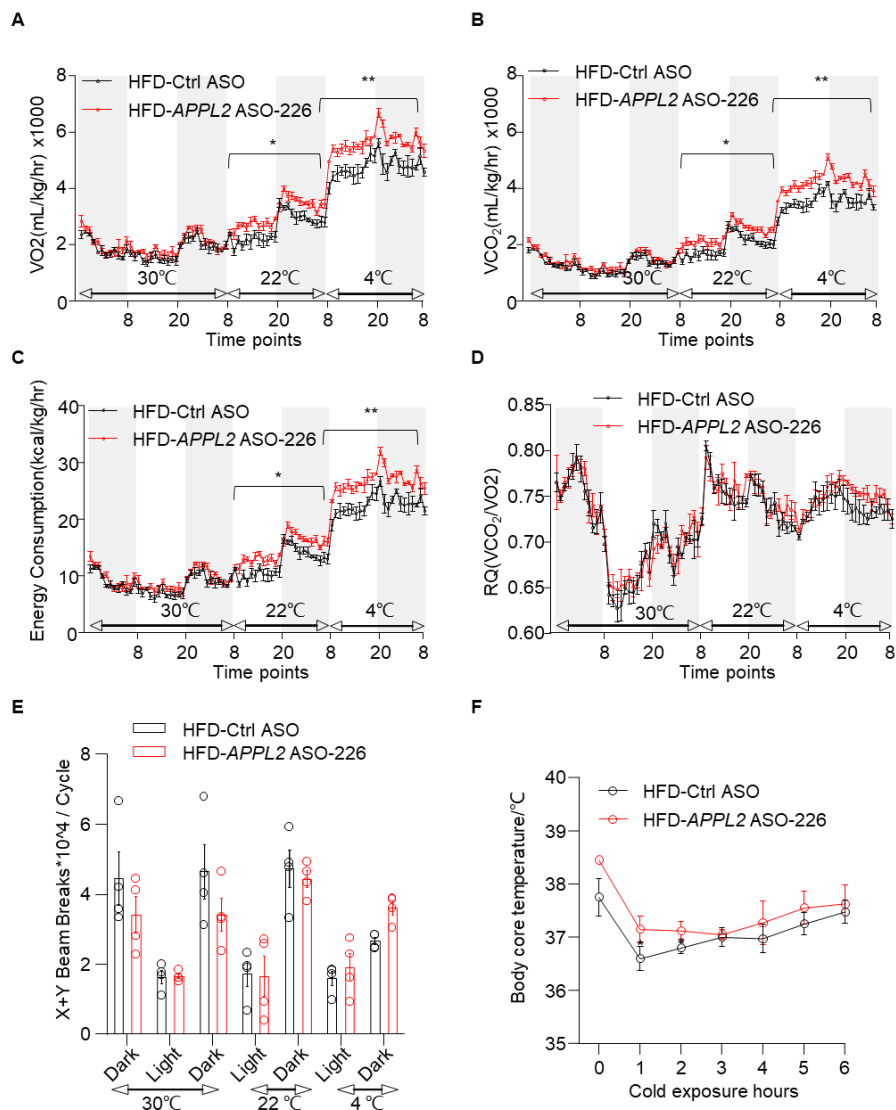 A
HFD-Ctrl ASO
HFD-APPL2 ASO-226
**
*
VO2(mL/kg/hr) x1000
8
6
4
2
0
30℃
22℃
4℃
8
20
8
20
8
20
8
Time points
B
HFD-Ctrl ASO
HFD-APPL2 ASO-226
**
*
VCO₂(mL/kg/hr) x1000
8
6
4
2
0
30℃
22℃
4℃
8
20
8
20
8
20
8
Time points
C
HFD-Ctrl ASO
HFD-APPL2 ASO-226
**
*
Energy Consumption(kcal/kg/hr)
40
30
20
10
0
30℃
22℃
4℃
8
20
8
20
8
20
8
Time points
D
HFD-Ctrl ASO
HFD-APPL2 ASO-226
RQ(VCO₂/VO2)
0.85
0.80
0.75
0.70
0.65
0.60
30℃
22℃
4℃
8
20
8
20
8
20
8
Time points
E
HFD-Ctrl ASO
HFD-APPL2 ASO-226
X+Y Beam Breaks*10^4 / Cycle
8
6
4
2
0
Dark
Light
Dark
Light
Dark
Light
Dark
30℃
22 ℃
4 ℃
F
HFD-Ctrl ASO
HFD-APPL2 ASO-226
Body core temperature/℃
40
39
38
37
36
35
*
*
0
1
2
3
4
5
6
Cold exposure hours